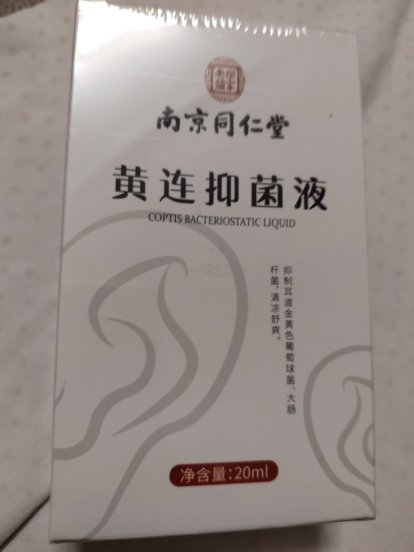 南京同仁堂
黄连抑菌液
COPTIS BACTERIOSTATIC LIQUID
抑制耳道金黄色葡萄球菌、大肠
杆菌，清凉舒爽。
净含量：20ml